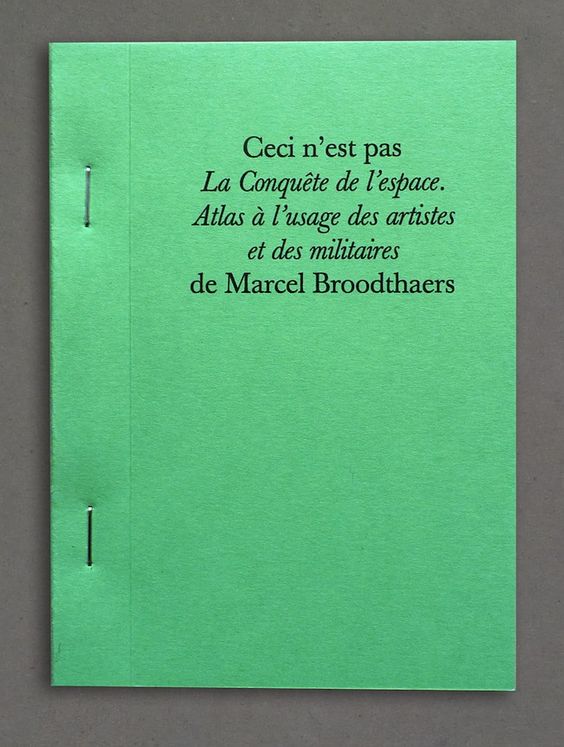 Ceci n’est pas
La Conquête de l’espace.
Atlas à l’usage des artistes
et des militaires
de Marcel Broodthaers